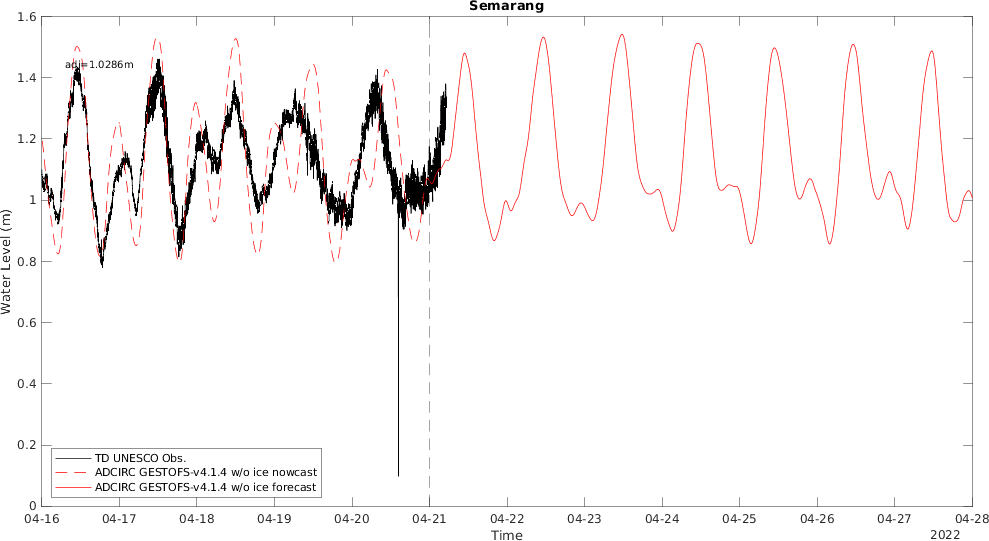 Semarang
1.6
1.4
1.2
1
0.8
0.6
0.4
0.2
0
Water Level (m)
adj=1.0286m
TD UNESCO Obs.
ADCIRC GESTOFS-v4.1.4 w/o ice nowcast
ADCIRC GESTOFS-v4.1.4 w/o ice forecast
04-16 04-17 04-18 04-19 04-20 04-21 04-22 04-23 04-24 04-25 04-26 04-27 04-28
Time
2022